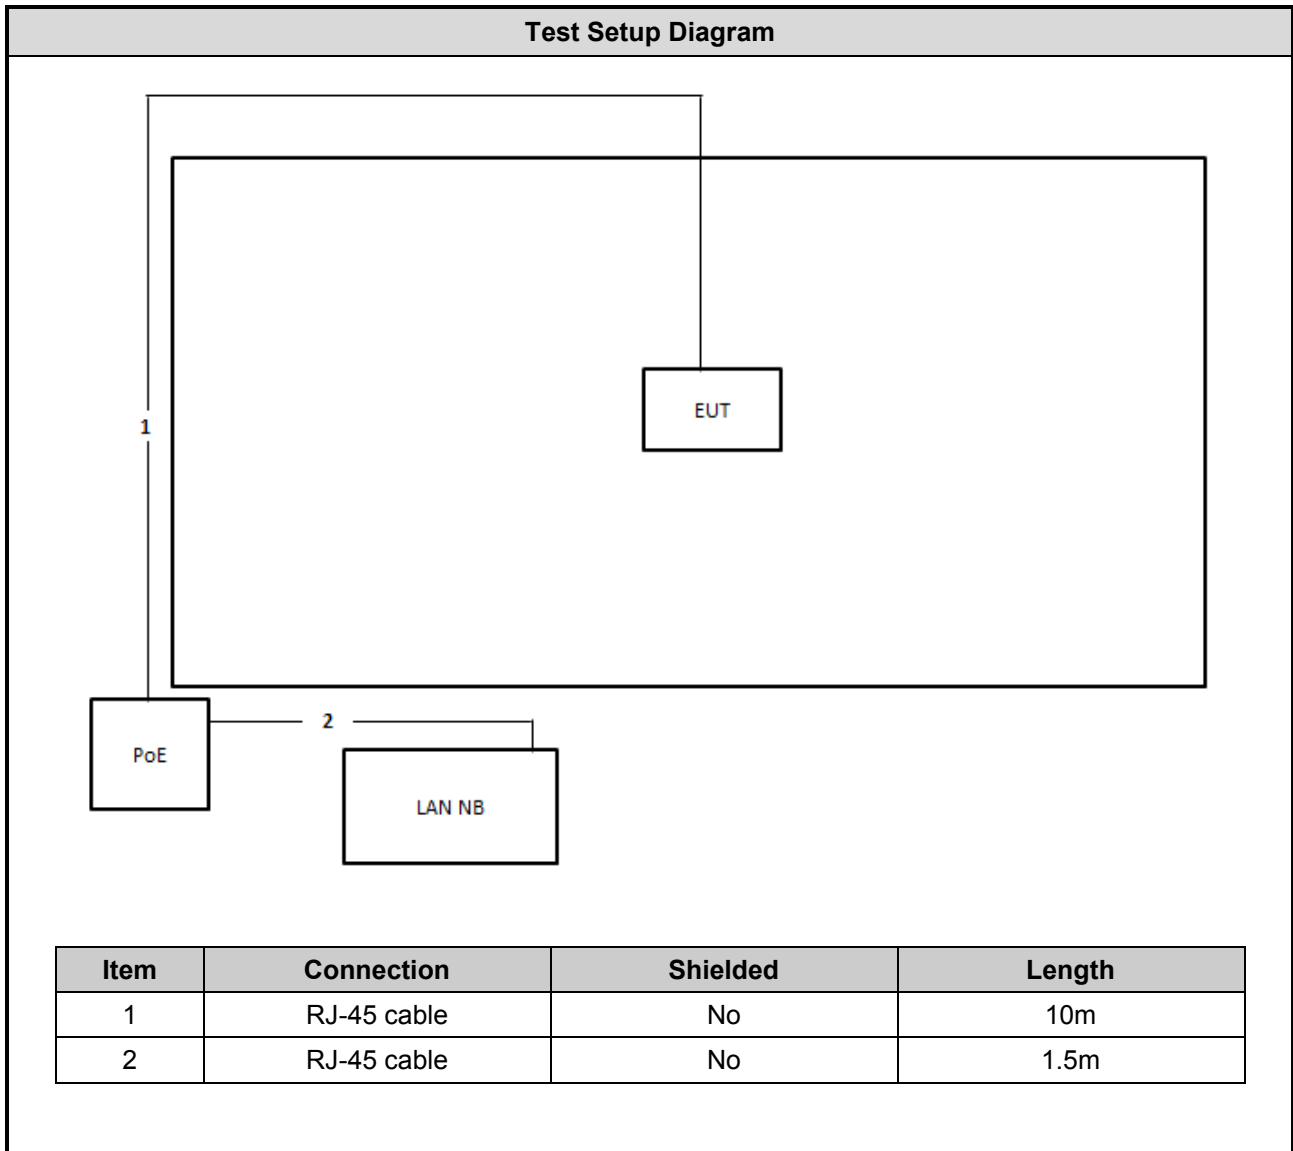 Test Setup Diagram
EUT
1
2
PoE
LAN NB
Item Connection Shielded Length
1 RJ-45 cable No 10m
2 RJ-45 cable No 1.5m